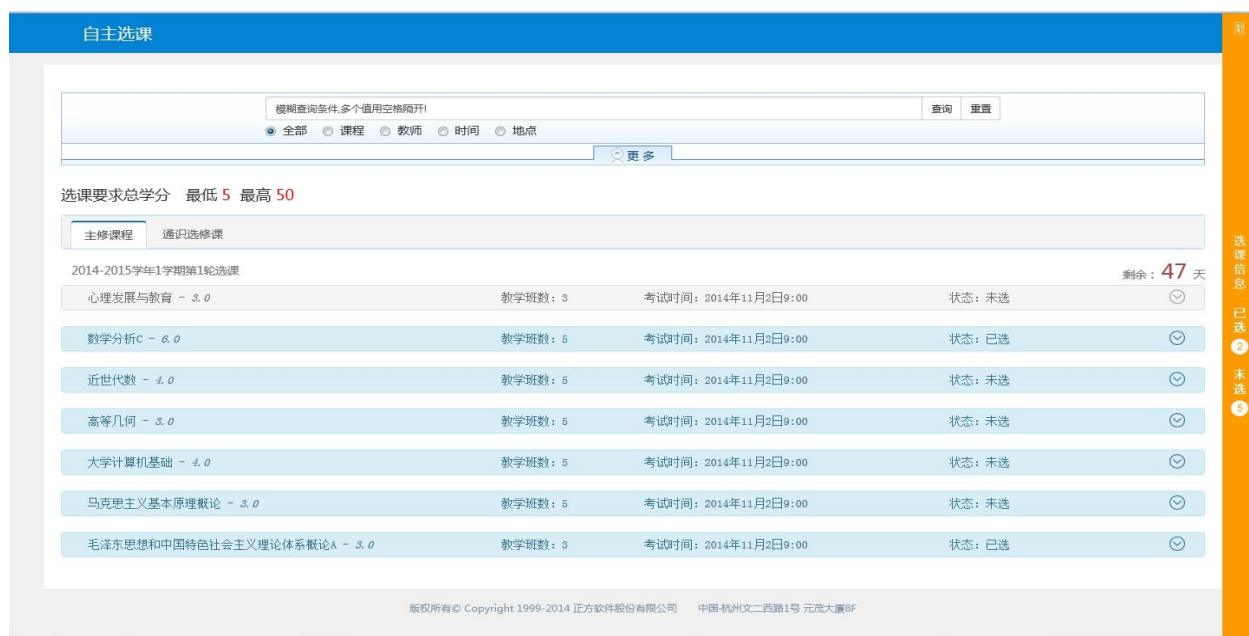 自主选课
模糊查询条件,多个值用空格隔开!
查询 重置
全部 课程 教师 时间 地点
更多
选课要求总学分 最低 5 最高 50
主修课程 通识选修课
2014-2015学年1学期第1轮选课 剩余: 47 天
心理发展与教育 - 3.0 教学班数: 3 考试时间: 2014年11月2日9:00 状态: 未选
数学分析C - 6.0 教学班数: 5 考试时间: 2014年11月2日9:00 状态: 已选
近世代数 - 4.0 教学班数: 5 考试时间: 2014年11月2日9:00 状态: 未选
高等几何 - 3.0 教学班数: 5 考试时间: 2014年11月2日9:00 状态: 未选
大学计算机基础 - 4.0 教学班数: 5 考试时间: 2014年11月2日9:00 状态: 未选
马克思主义基本原理概论 - 3.0 教学班数: 5 考试时间: 2014年11月2日9:00 状态: 未选
毛泽东思想和中国特色社会主义理论体系概论A - 3.0 教学班数: 3 考试时间: 2014年11月2日9:00 状态: 已选
版权所有© Copyright 1999-2014 正方软件股份有限公司 中国·杭州文二西路1号 元茂大厦8F
选课信息 已选 2 未选 5